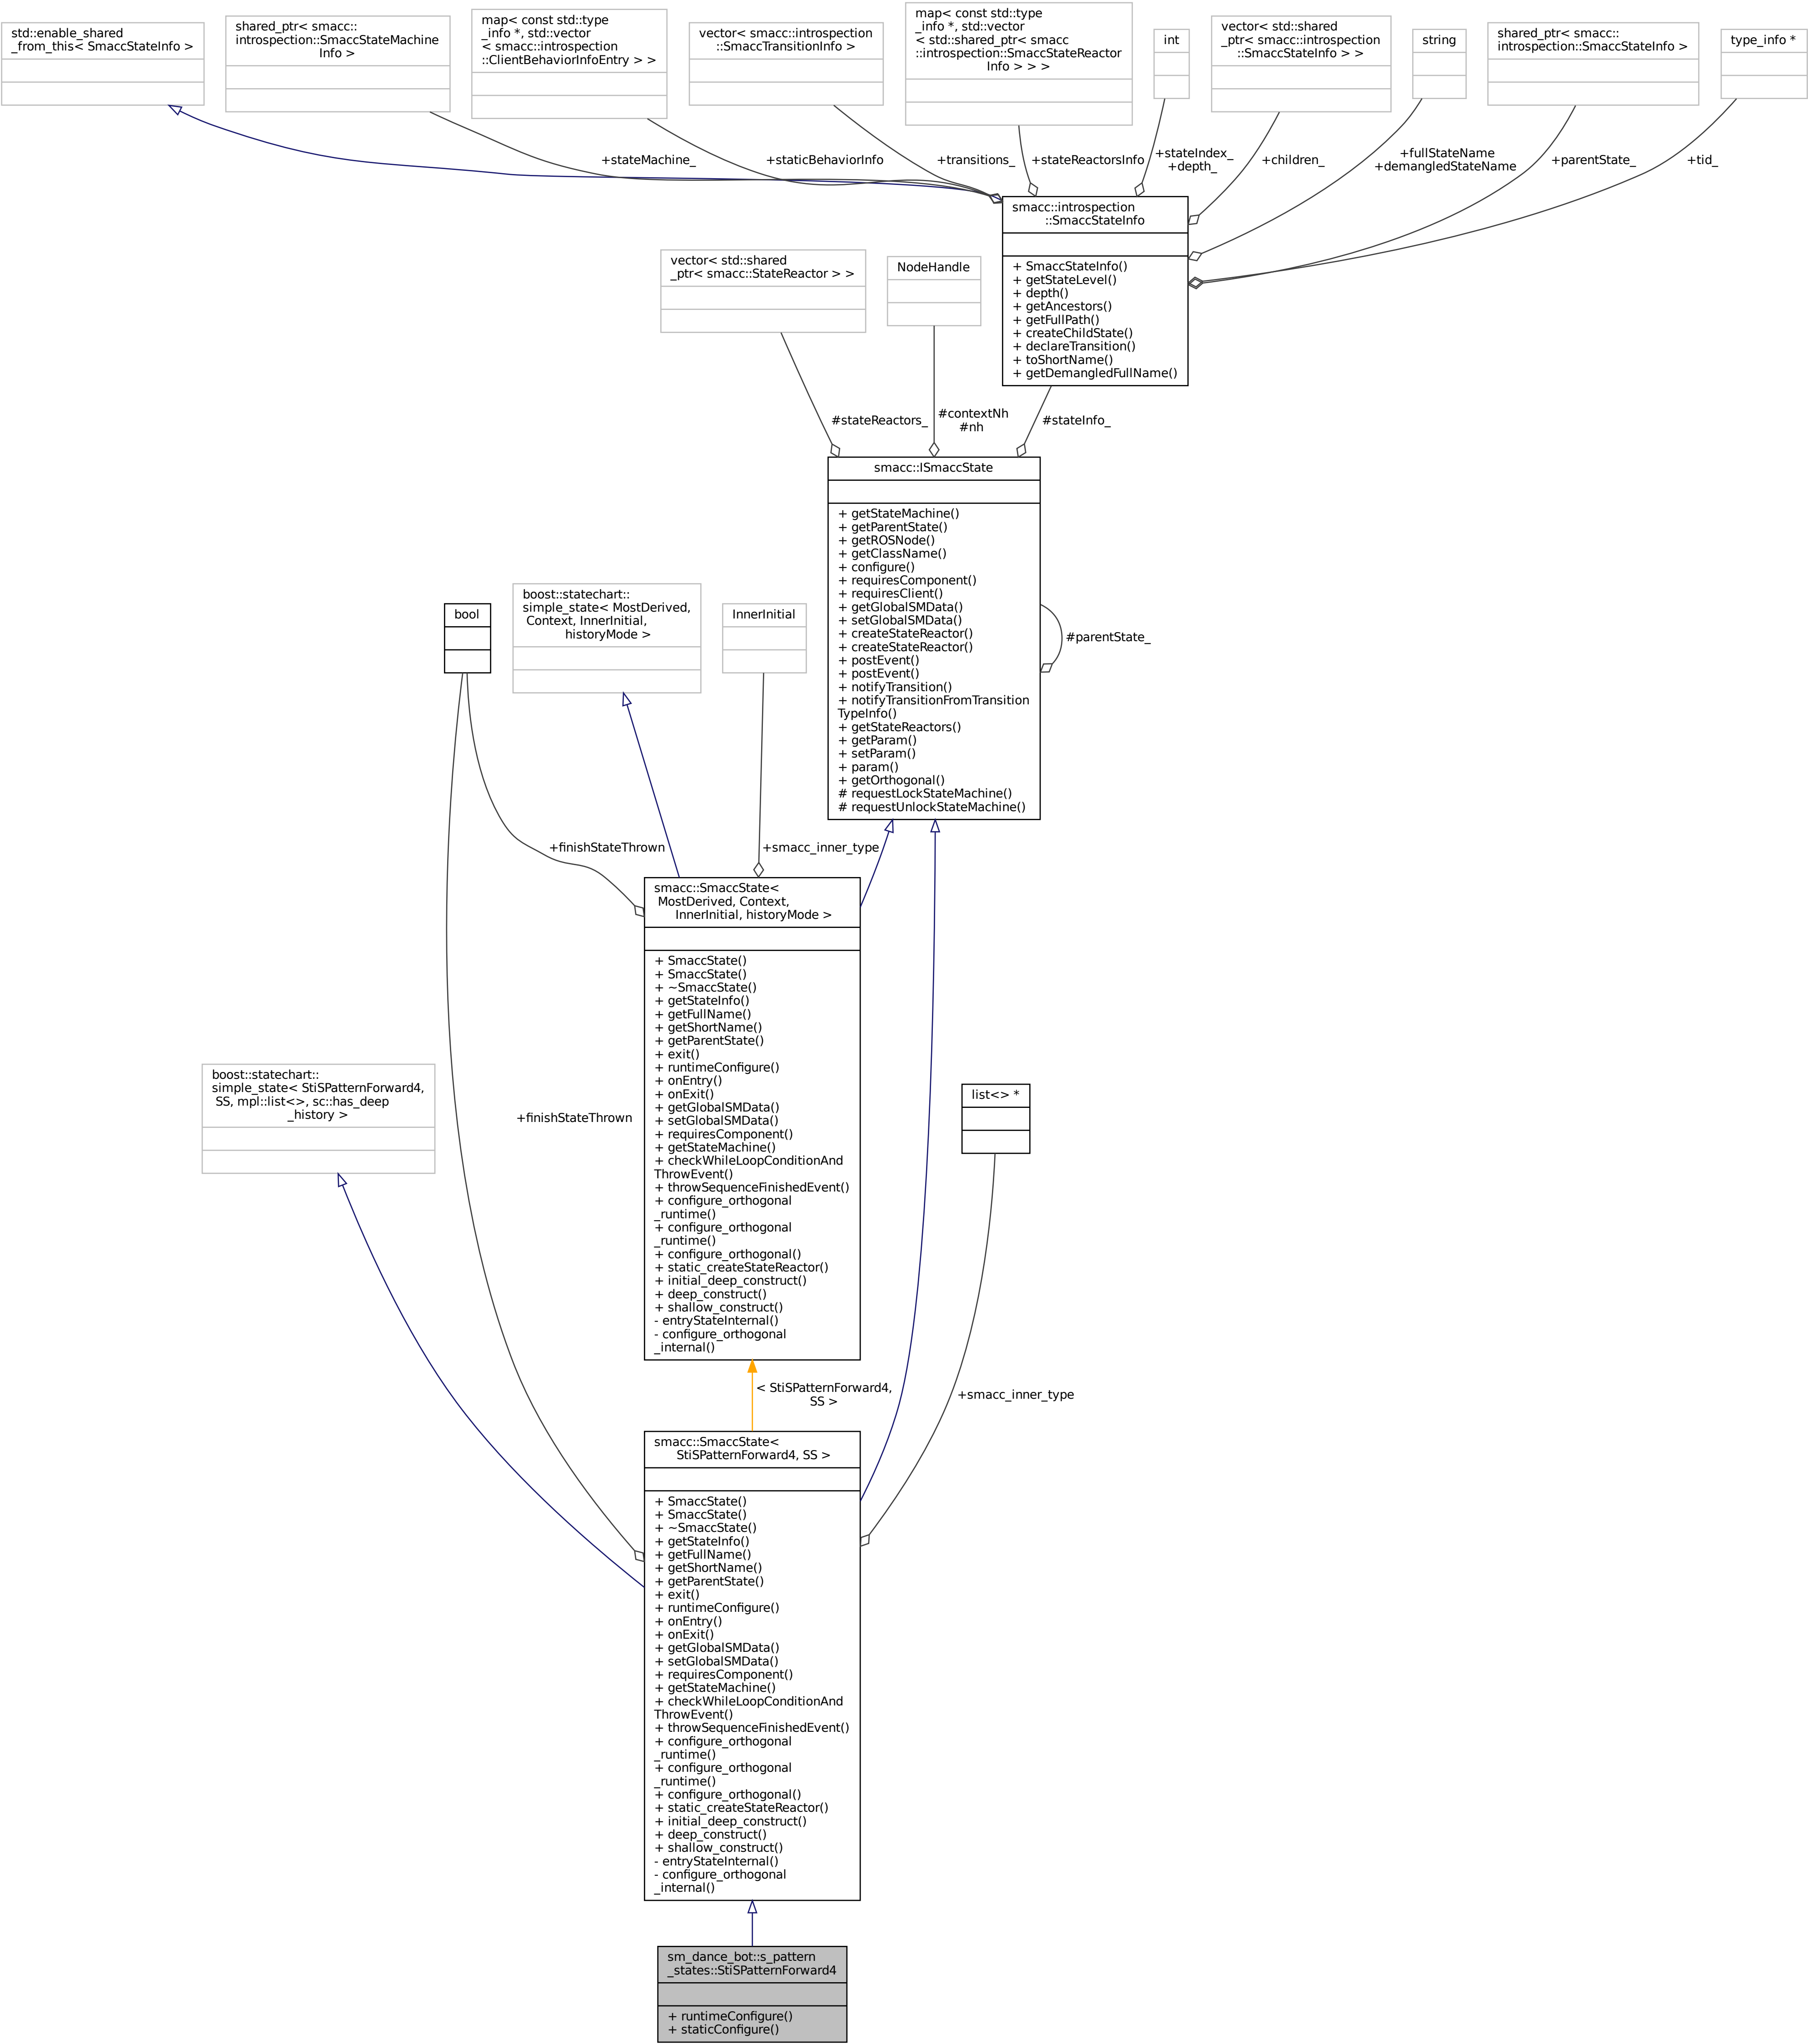 std::enable_shared
_from_this< SmaccStateInfo >
shared_ptr< smacc::
introspection::SmaccStateMachine
Info >
map< const std::type
_info *, std::vector
< smacc::introspection
::ClientBehaviorInfoEntry > >
vector< smacc::introspection
::SmaccTransitionInfo >
map< const std::type
_info *, std::vector
< std::shared_ptr< smacc
::introspection::SmaccStateReactor
Info > > >
int
vector< std::shared
_ptr< smacc::introspection
::SmaccStateInfo > >
string
shared_ptr< smacc::
introspection::SmaccStateInfo >
type_info *
+stateMachine_
+staticBehaviorInfo
+transitions_
+stateReactorsInfo
+stateIndex_
+depth_
+children_
+fullStateName
+demangledStateName
+parentState_
+tid_
smacc::introspection
::SmaccStateInfo
+ SmaccStateInfo()
+ getStateLevel()
+ depth()
+ getAncestors()
+ getFullPath()
+ createChildState()
+ declareTransition()
+ toShortName()
+ getDemangledFullName()
vector< std::shared
_ptr< smacc::StateReactor > >
NodeHandle
#stateReactors_
#contextNh
#nh
#stateInfo_
smacc::ISmaccState
+ getStateMachine()
+ getParentState()
+ getROSNode()
+ getClassName()
+ configure()
+ requiresComponent()
+ requiresClient()
+ getGlobalSMData()
+ setGlobalSMData()
+ createStateReactor()
+ createStateReactor()
+ postEvent()
+ postEvent()
+ notifyTransition()
+ notifyTransitionFromTransition
TypeInfo()
+ getStateReactors()
+ getParam()
+ setParam()
+ param()
+ getOrthogonal()
# requestLockStateMachine()
# requestUnlockStateMachine()
#parentState_
bool
boost::statechart::
simple_state< MostDerived,
Context, InnerInitial,
historyMode >
InnerInitial
+finishStateThrown
+smacc_inner_type
smacc::SmaccState<
MostDerived, Context,
InnerInitial, historyMode >
+ SmaccState()
+ SmaccState()
+ ~SmaccState()
+ getStateInfo()
+ getFullName()
+ getShortName()
+ getParentState()
+ exit()
+ runtimeConfigure()
+ onEntry()
+ onExit()
+ getGlobalSMData()
+ setGlobalSMData()
+ requiresComponent()
+ getStateMachine()
+ checkWhileLoopConditionAnd
ThrowEvent()
+ throwSequenceFinishedEvent()
+ configure_orthogonal
_runtime()
+ configure_orthogonal
_runtime()
+ configure_orthogonal()
+ static_createStateReactor()
+ initial_deep_construct()
+ deep_construct()
+ shallow_construct()
- entryStateInternal()
- configure_orthogonal
_internal()
boost::statechart::
simple_state< StiSPatternForward4,
SS, mpl::list<>, sc::has_deep
_history >
+finishStateThrown
list<> *
< StiSPatternForward4,
SS >
+smacc_inner_type
smacc::SmaccState<
StiSPatternForward4, SS >
+ SmaccState()
+ SmaccState()
+ ~SmaccState()
+ getStateInfo()
+ getFullName()
+ getShortName()
+ getParentState()
+ exit()
+ runtimeConfigure()
+ onEntry()
+ onExit()
+ getGlobalSMData()
+ setGlobalSMData()
+ requiresComponent()
+ getStateMachine()
+ checkWhileLoopConditionAnd
ThrowEvent()
+ throwSequenceFinishedEvent()
+ configure_orthogonal
_runtime()
+ configure_orthogonal
_runtime()
+ configure_orthogonal()
+ static_createStateReactor()
+ initial_deep_construct()
+ deep_construct()
+ shallow_construct()
- entryStateInternal()
- configure_orthogonal
_internal()
sm_dance_bot::s_pattern
_states::StiSPatternForward4
+ runtimeConfigure()
+ staticConfigure()